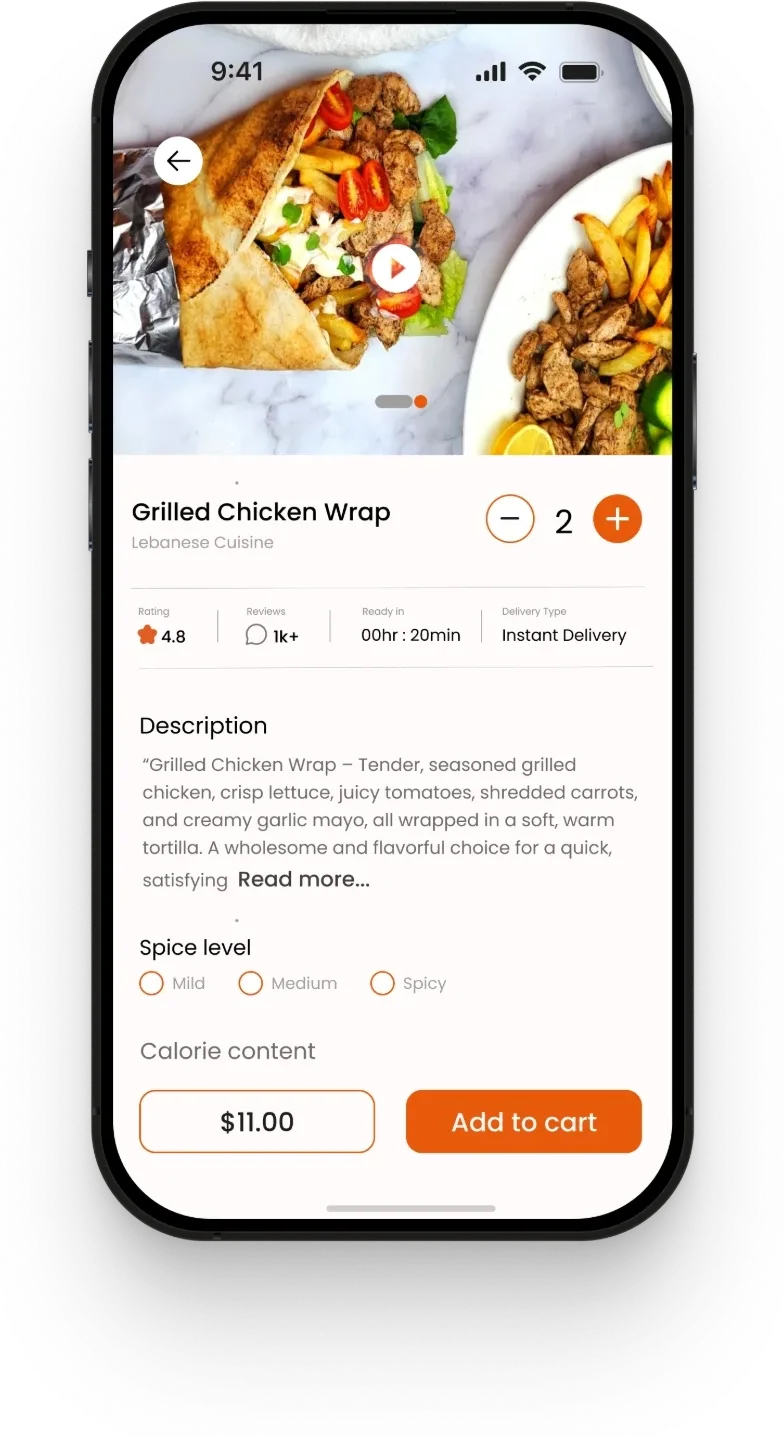 9:41
Grilled Chicken Wrap
2
Lebanese Cuisine
Rating
Reviews
Ready in
Delivery Type
4.8
1k+
00hr : 20min
Instant Delivery
Description
“Grilled Chicken Wrap – Tender, seasoned grilled
chicken, crisp lettuce, juicy tomatoes, shredded carrots,
and creamy garlic mayo, all wrapped in a soft, warm
tortilla. A wholesome and flavorful choice for a quick,
satisfying Read more...
Spice level
Mild Medium Spicy
Calorie content
$11.00 Add to cart